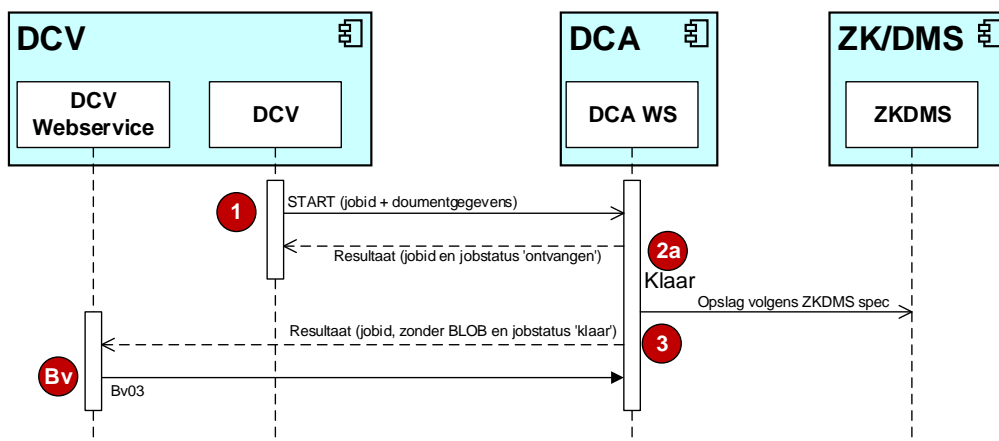 DCV
DCA
ZK/DMS
DCV
Webservice
DCV
DCA WS
ZKDMS
1
START (jobid + doumentgegevens)
Resultaat (jobid en jobstatus 'ontvangen')
2a
Klaar
Opslag volgens ZKDMS spec
Resultaat (jobid, zonder BLOB en jobstatus 'klaar')
3
Bv
Bv03